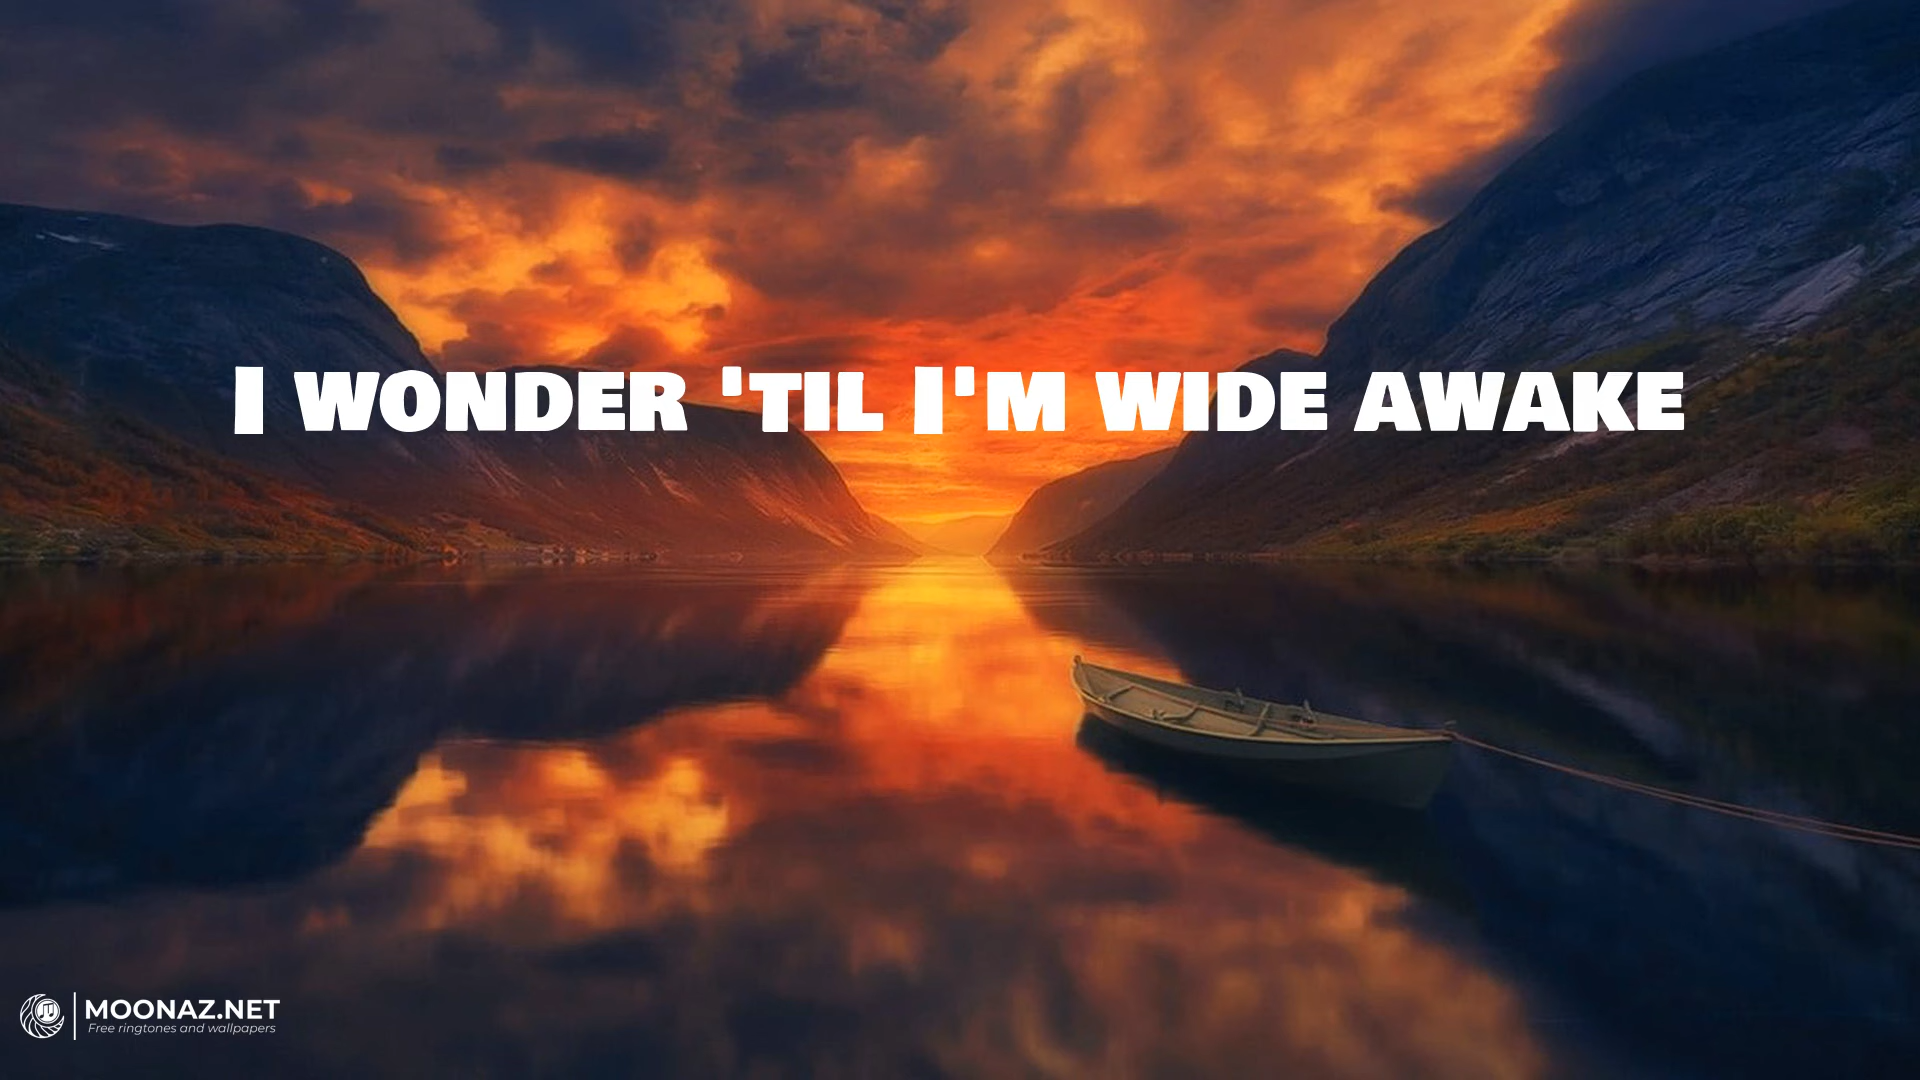 I WONDER 'TIL I'M WIDE AWAKE
MOONAZ.NET
Free ringtones and wallpapers